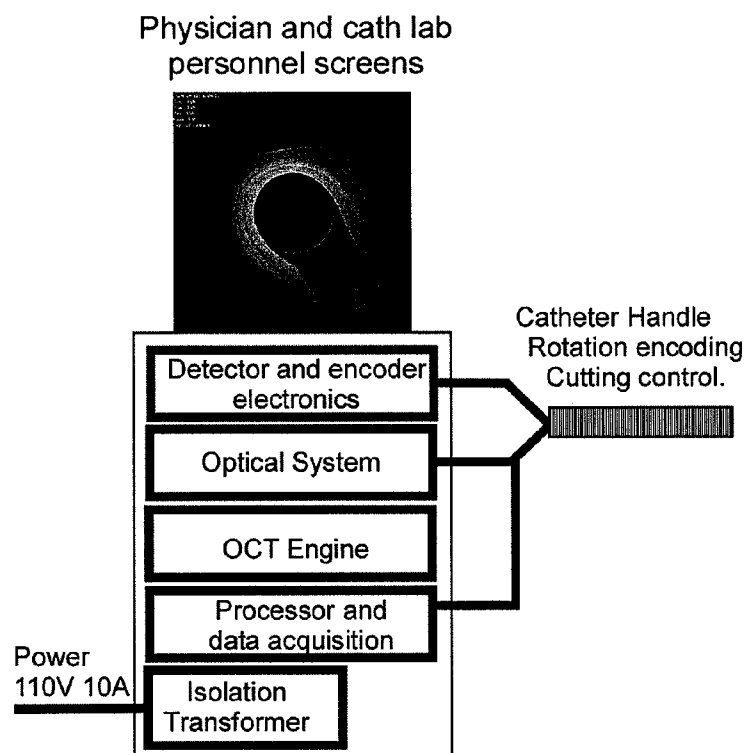 Physician and cath lab
personnel screens
Catheter Handle
Rotation encoding
Cutting control.
Detector and encoder
electronics
Optical System
OCT Engine
Processor and
data acquisition
Power
110V 10A
Isolation
Transformer